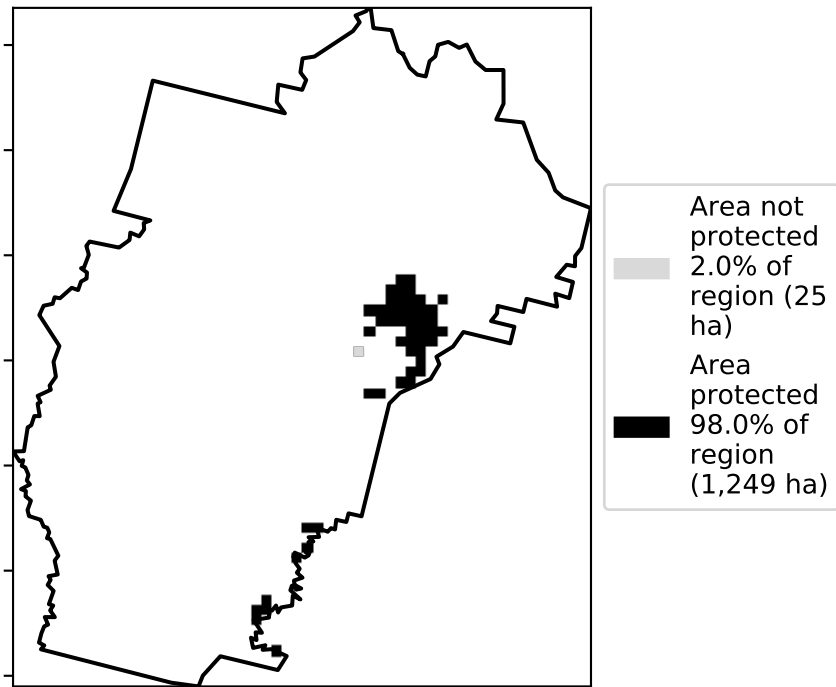 Area not
protected
2.0% of
region (25
ha)
Area
protected
98.0% of
region
(1,249 ha)